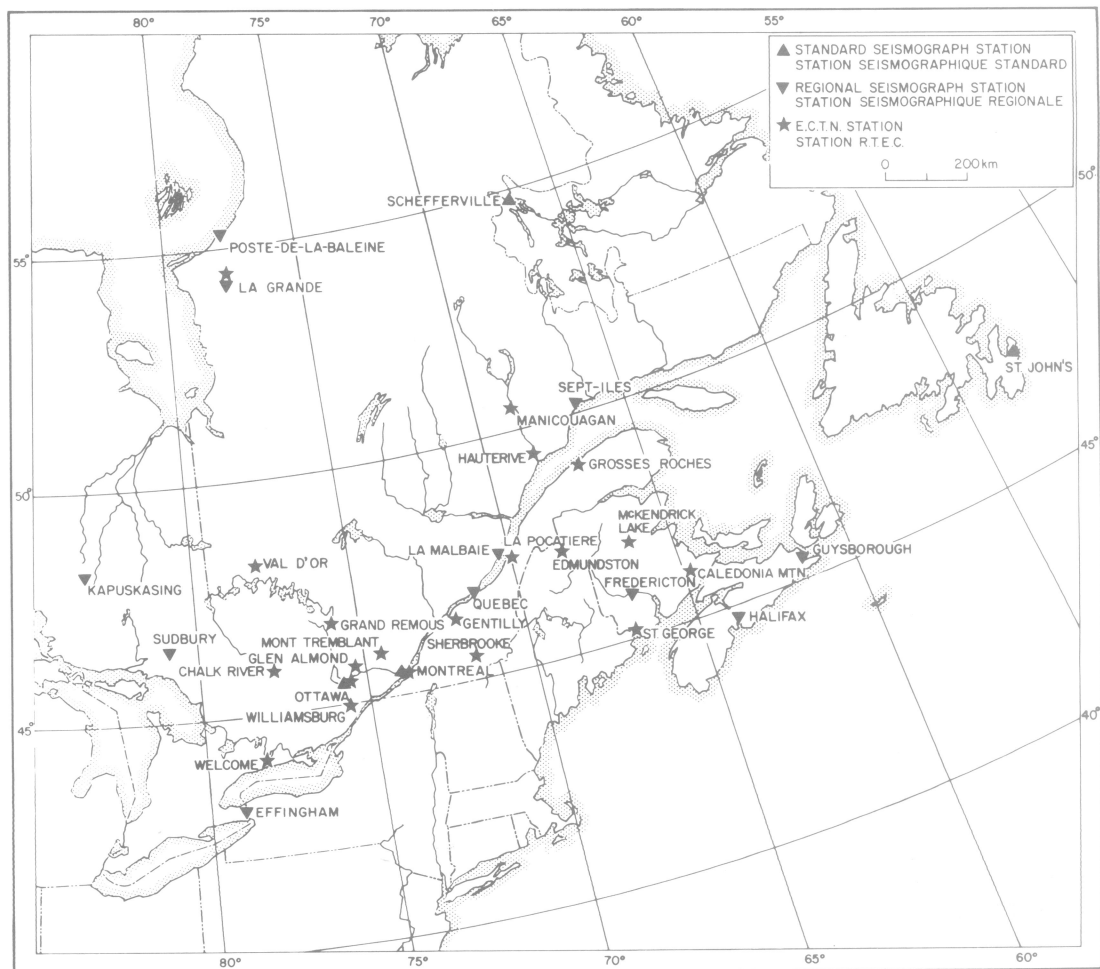 80°
75°
70°
65°
60°
55°
STANDARD SEISMOGRAPH STATION
STATION SEISMOGRAPHIQUE STANDARD
REGIONAL SEISMOGRAPH STATION
STATION SEISMOGRAPHIQUE REGIONALE
E.C.T.N. STATION
STATION R.T.E.C.
0 200 km
50°
SCHEFFERVILLE
POSTE-DE-LA-BALEINE
55°
LA GRANDE
ST. JOHN'S
SEPT-ILES
MANICOUAGAN
45°
HAUTERIVE
GROSSES ROCHES
50°
McKENDRICK
LAKE
LA POCATIERE
LA MALBAIE
GUYSBOROUGH
VAL D'OR
EDMUNDSTON
CALEDONIA MTN.
KAPUSKASING
FREDERICTON
QUEBEC
HALIFAX
GRAND REMOUS
GENTILLY
ST GEORGE
SUDBURY
MONT TREMBLANT
SHERBROOKE
GLEN ALMOND
CHALK RIVER
MONTREAL
OTTAWA
WILLIAMSBURG
40°
45°
WELCOME
EFFINGHAM
80°
75°
70°
65°
60°